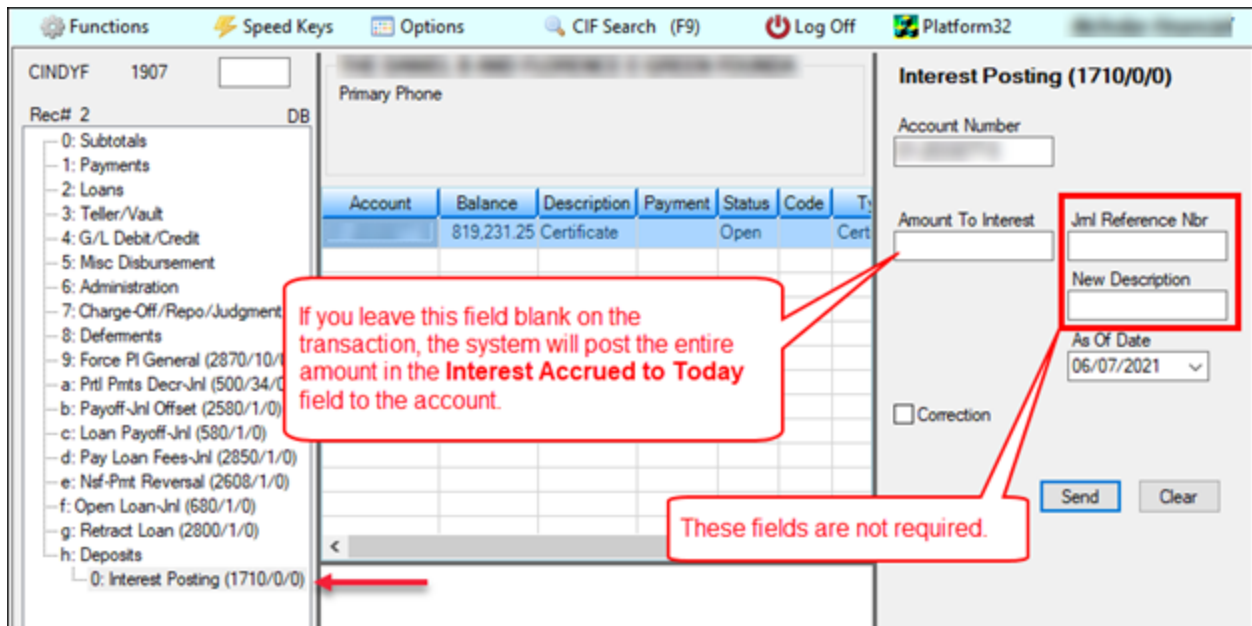 Functions Speed Keys Options CIF Search (F9) Log Off Platform32
CINDYF 1907
Rec# 2 DB
0: Subtotals
1: Payments
2: Loans
3: Teller/Vault
4: G/L Debit/Credit
5: Misc Disbursement
6: Administration
7: Charge-Off/Repo/Judgment
8: Deferments
9: Force PI General (2870/10/
a: Prtl Pmts Decr-Jnl (500/34/0
b: Payoff-Jnl Offset (2580/1/0)
c: Loan Payoff-Jnl (580/1/0)
d: Pay Loan Fees-Jnl (2850/1/0)
e: Nsf-Pmt Reversal (2608/1/0)
f: Open Loan-Jnl (680/1/0)
g: Retract Loan (2800/1/0)
h: Deposits
0: Interest Posting (1710/0/0)
Primary Phone
Account Balance Description Payment Status Code Ty
819,231.25 Certificate Open Cert
If you leave this field blank on the
transaction, the system will post the entire
amount in the Interest Accrued to Today
field to the account.
These fields are not required.
Interest Posting (1710/0/0)
Account Number
Amount To Interest
Jrnl Reference Nbr
New Description
As Of Date
06/07/2021
Correction
Send Clear